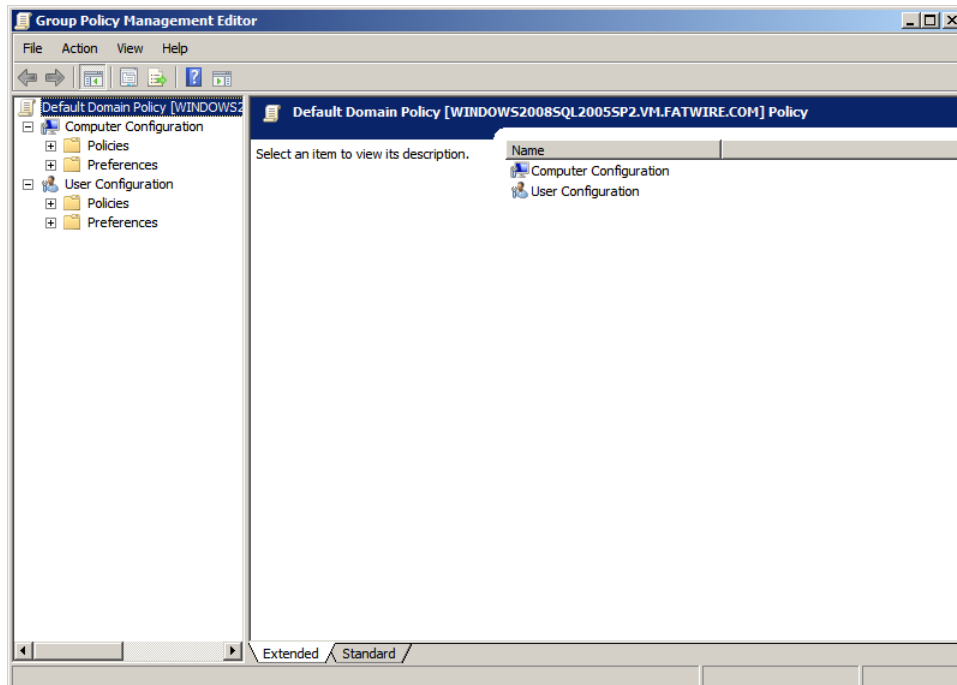 Group Policy Management Editor
File Action View Help
Default Domain Policy [WINDOWS2
Computer Configuration
Policies
Preferences
User Configuration
Policies
Preferences
Default Domain Policy [WINDOWS2008SQL2005SP2.VM.FATWIRE.COM] Policy
Select an item to view its description.
Name
Computer Configuration
User Configuration
Extended Standard